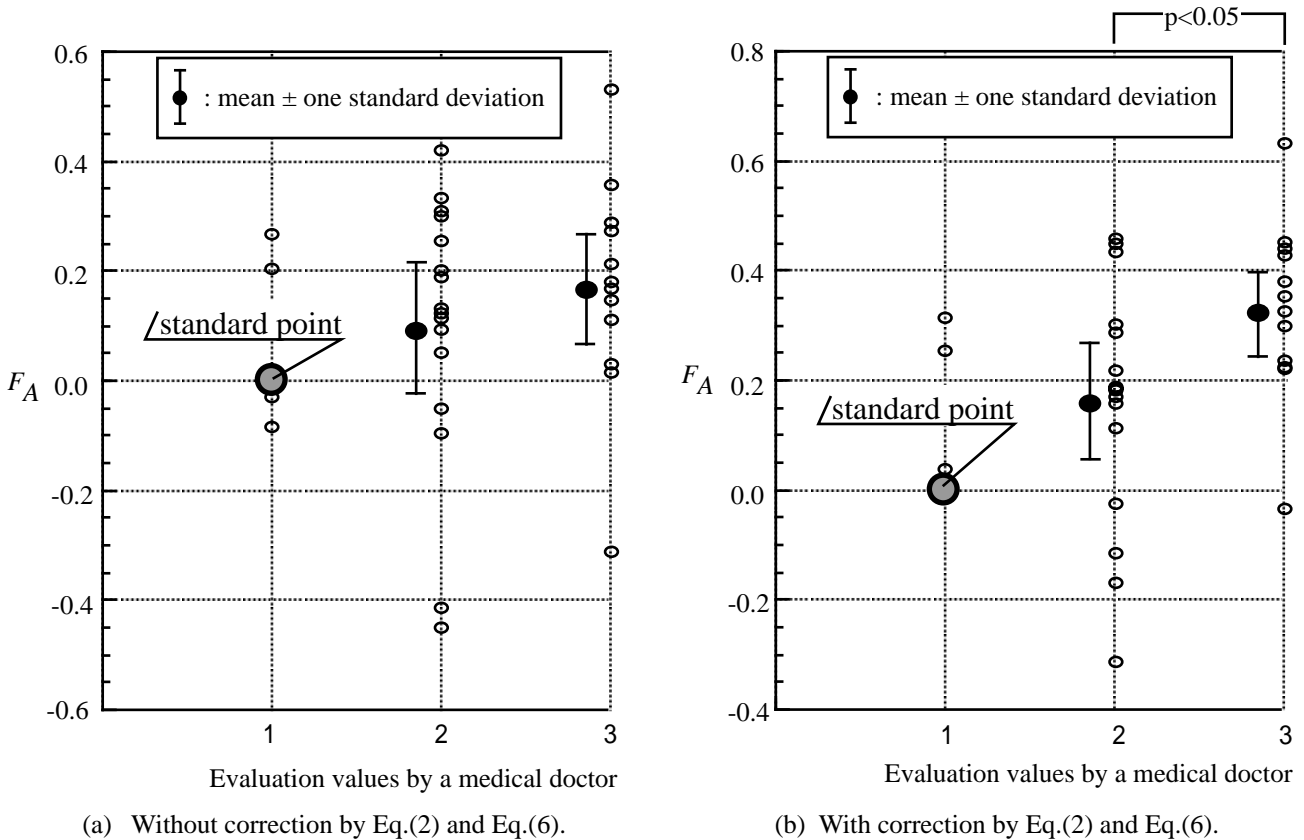 0.6
: mean ± one standard deviation
0.4
0.2
/standard point
F_A
0.0
-0.2
-0.4
-0.6
1
2
3
Evaluation values by a medical doctor
(a) Without correction by Eq.(2) and Eq.(6).
p<0.05
0.8
: mean ± one standard deviation
0.6
0.4
F_A
0.2
/standard point
0.0
-0.2
-0.4
1
2
3
Evaluation values by a medical doctor
(b) With correction by Eq.(2) and Eq.(6).